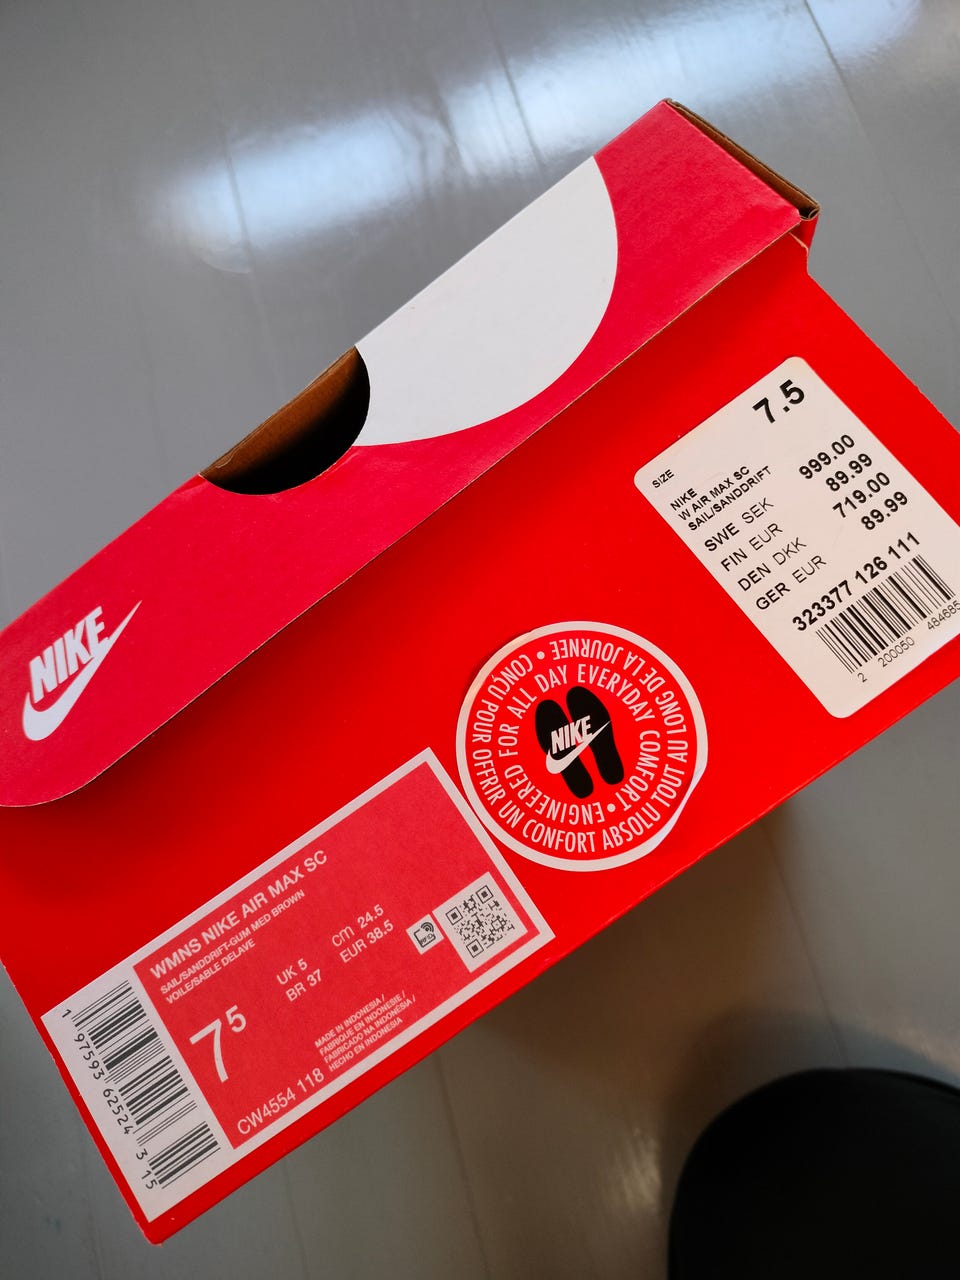 NIKE
SIZE 7.5
NIKE
W AIR MAX SC
SAIL/SANDDRIFT
SWE SEK 999.00
FIN EUR 89.99
DEN DKK 719.00
GER EUR 89.99
323377 126 111
2 200050 484685
CONÇU POUR OFFRIR UN CONFORT ABSOLU TOUT AU LONG DE LA JOURNÉE •
ENGINEERED FOR ALL DAY EVERYDAY COMFORT •
NIKE
WMNS NIKE AIR MAX SC
SAIL/SANDDRIFT-GUM MED BROWN
VOILE/SABLE DELAVE
7⁵
UK 5 cm 24.5
BR 37 EUR 38.5
MADE IN INDONESIA /
FABRIQUE EN INDONESIE /
FABRICADO NA INDONESIA /
HECHO EN INDONESIA
CW4554 118
1 97593 62524 3 15